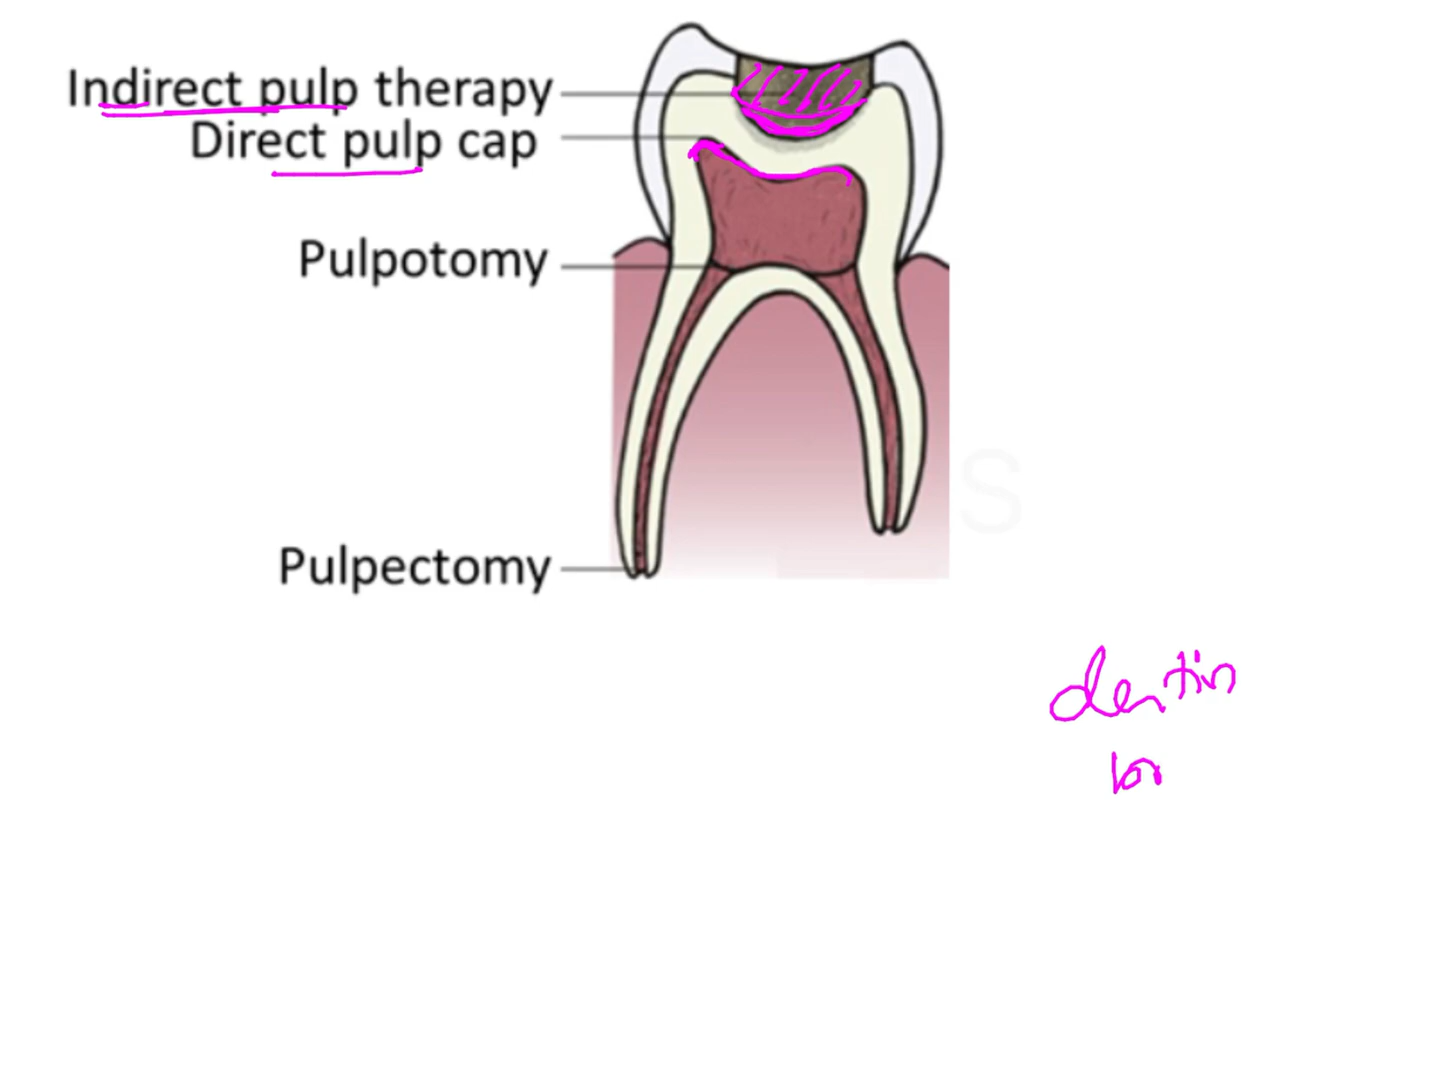 Indirect pulp therapy
Direct pulp cap
Pulpotomy
Pulpectomy
S
dentin